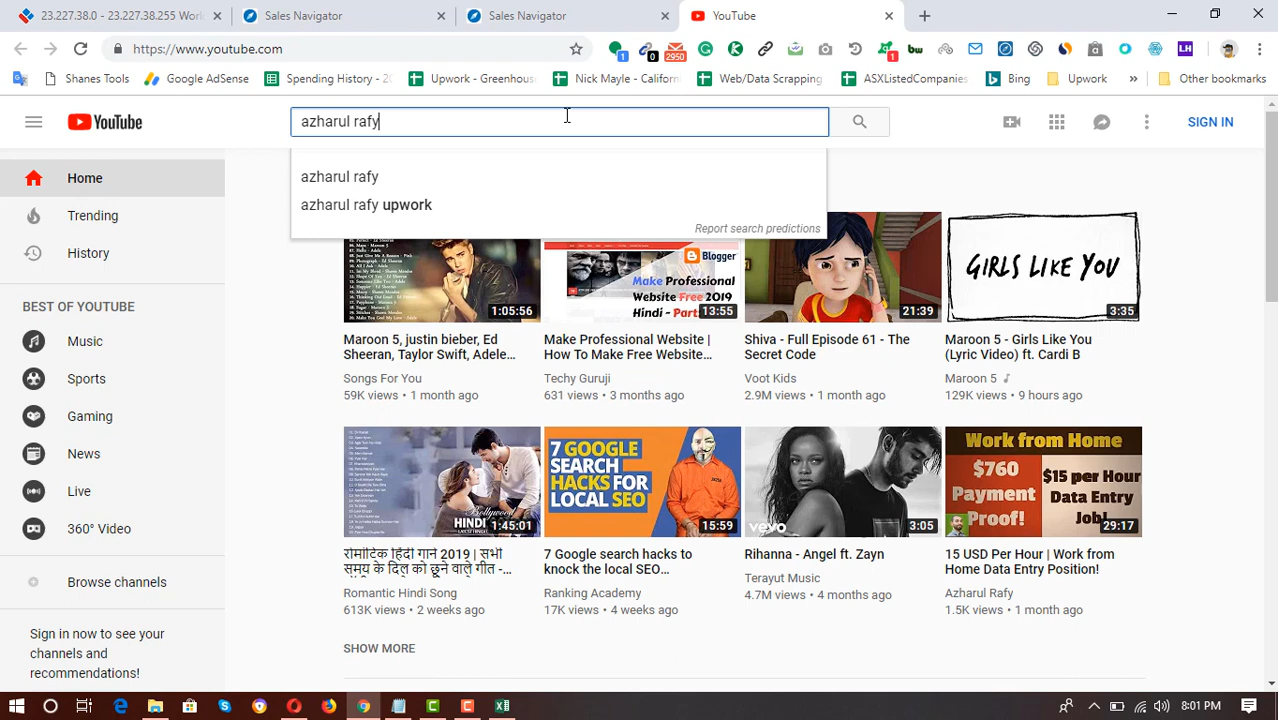 23.227.38.0 - 23.227.38.255 Work
Sales Navigator
Sales Navigator
YouTube
https://www.youtube.com
1
0
2950
1
bw
LH
Shanes Tools
Google AdSense
Spending History - 20
Upwork - Greenhous
Nick Mayle - Californi
Web/Data Scrapping
ASXListedCompanies
Bing
Upwork
»
Other bookmarks
YouTube
azharul rafy
SIGN IN
azharul rafy
azharul rafy upwork
Report search predictions
Home
Trending
History
BEST OF YOUTUBE
Music
Sports
Gaming
News
Live
360° Video
Browse channels
Sign in now to see your
channels and
recommendations!
1:05:56
Blogger
Make Professional
Website Free 2019
Hindi - Part
13:55
21:39
GIRLS LIKE YOU
3:35
Maroon 5, justin bieber, Ed
Sheeran, Taylor Swift, Adele...
Songs For You
59K views • 1 month ago
Make Professional Website |
How To Make Free Website...
Techy Guruji
631 views • 3 months ago
Shiva - Full Episode 61 - The
Secret Code
Voot Kids
2.9M views • 1 month ago
Maroon 5 - Girls Like You
(Lyric Video) ft. Cardi B
Maroon 5
129K views • 9 hours ago
HINDI
1:45:01
7 GOOGLE
SEARCH
HACKS FOR
LOCAL SEO
15:59
vevo
3:05
Work from Home
$760
Payment
Proof!
$15 per Hour
Data Entry
Job!
29:17
रोमांटिक हिंदी गाने 2019 | सभी
समय के दिल को छूने वाले गीत -...
Romantic Hindi Song
613K views • 2 weeks ago
7 Google search hacks to
knock the local SEO...
Ranking Academy
17K views • 4 weeks ago
Rihanna - Angel ft. Zayn
Terayut Music
4.7M views • 4 months ago
15 USD Per Hour | Work from
Home Data Entry Position!
Azharul Rafy
1.5K views • 1 month ago
SHOW MORE
8:01 PM